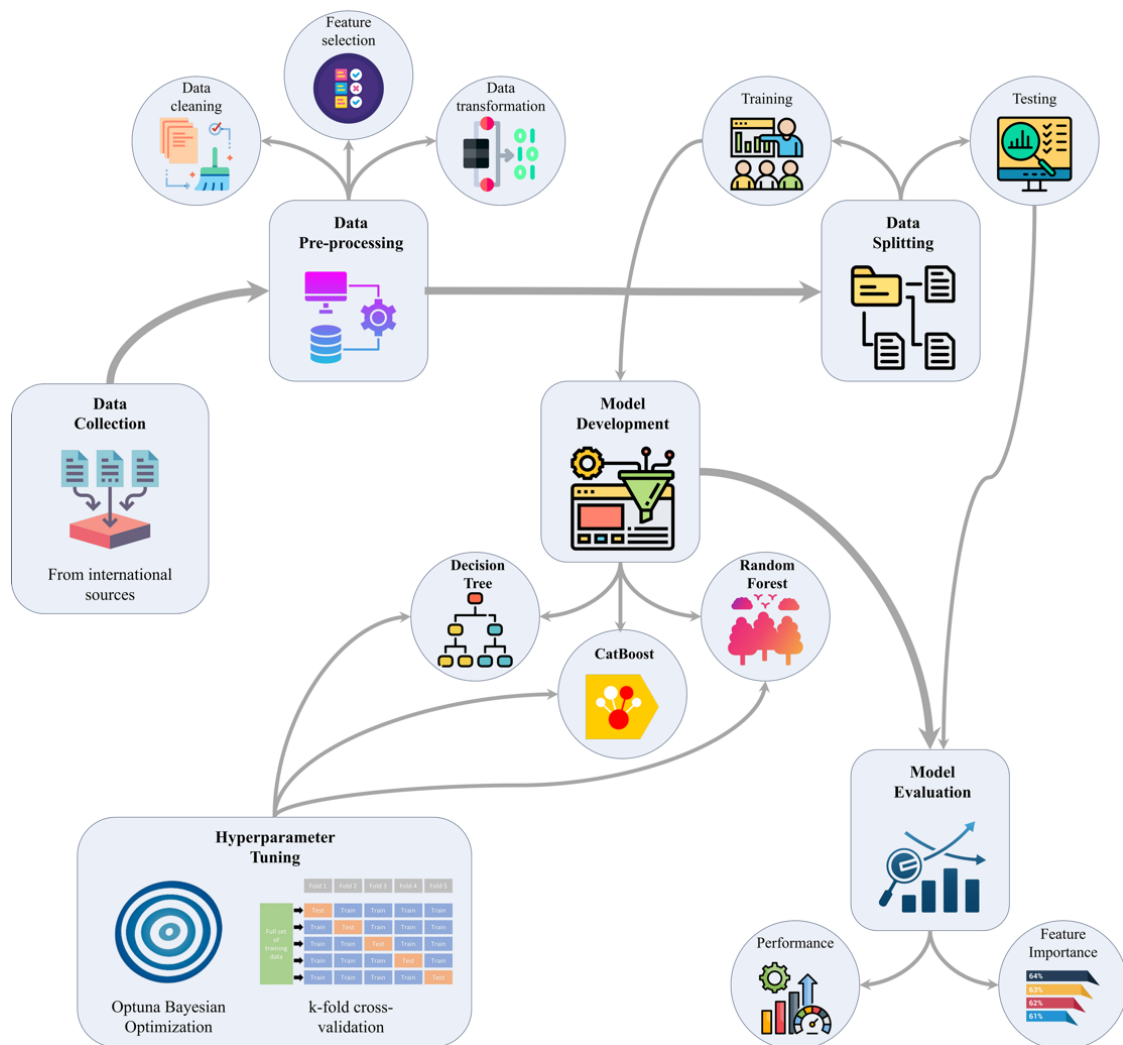 Feature
selection
Data
cleaning
Data
transformation
Training
Testing
Data
Pre-processing
Data
Splitting
Data
Collection
From international
sources
Model
Development
Decision
Tree
CatBoost
Random
Forest
Hyperparameter
Tuning
Fold 1 Fold 2 Fold 3 Fold 4 Fold 5
Full set
of
training
data
Test Train Train Train Train
Train Test Train Train Train
Train Train Test Train Train
Train Train Train Test Train
Train Train Train Train Test
Optuna Bayesian
Optimization
k-fold cross-
validation
Model
Evaluation
Performance
Feature
Importance
64%
63%
62%
61%